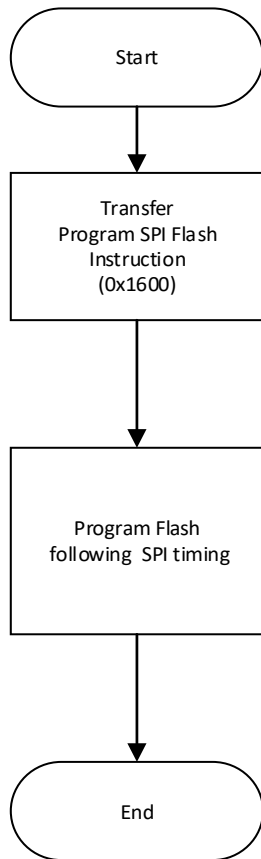 Start
Transfer
Program SPI Flash
Instruction
(0x1600)
Program Flash
following  SPI timing
End